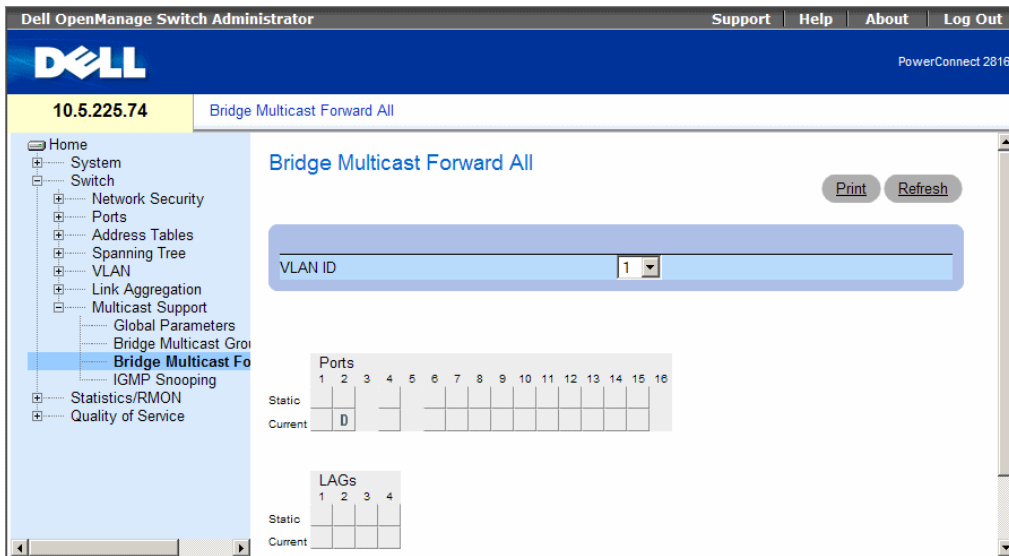 Dell OpenManage Switch Administrator
Support Help About Log Out
DELL
PowerConnect 2816
10.5.225.74
Bridge Multicast Forward All
Home
System
Switch
Network Security
Ports
Address Tables
Spanning Tree
VLAN
Link Aggregation
Multicast Support
Global Parameters
Bridge Multicast Grou
Bridge Multicast Fo
IGMP Snooping
Statistics/RMON
Quality of Service
Bridge Multicast Forward All
Print Refresh
VLAN ID 1
Ports
1 2 3 4 5 6 7 8 9 10 11 12 13 14 15 16
Static
Current D
LAGs
1 2 3 4
Static
Current